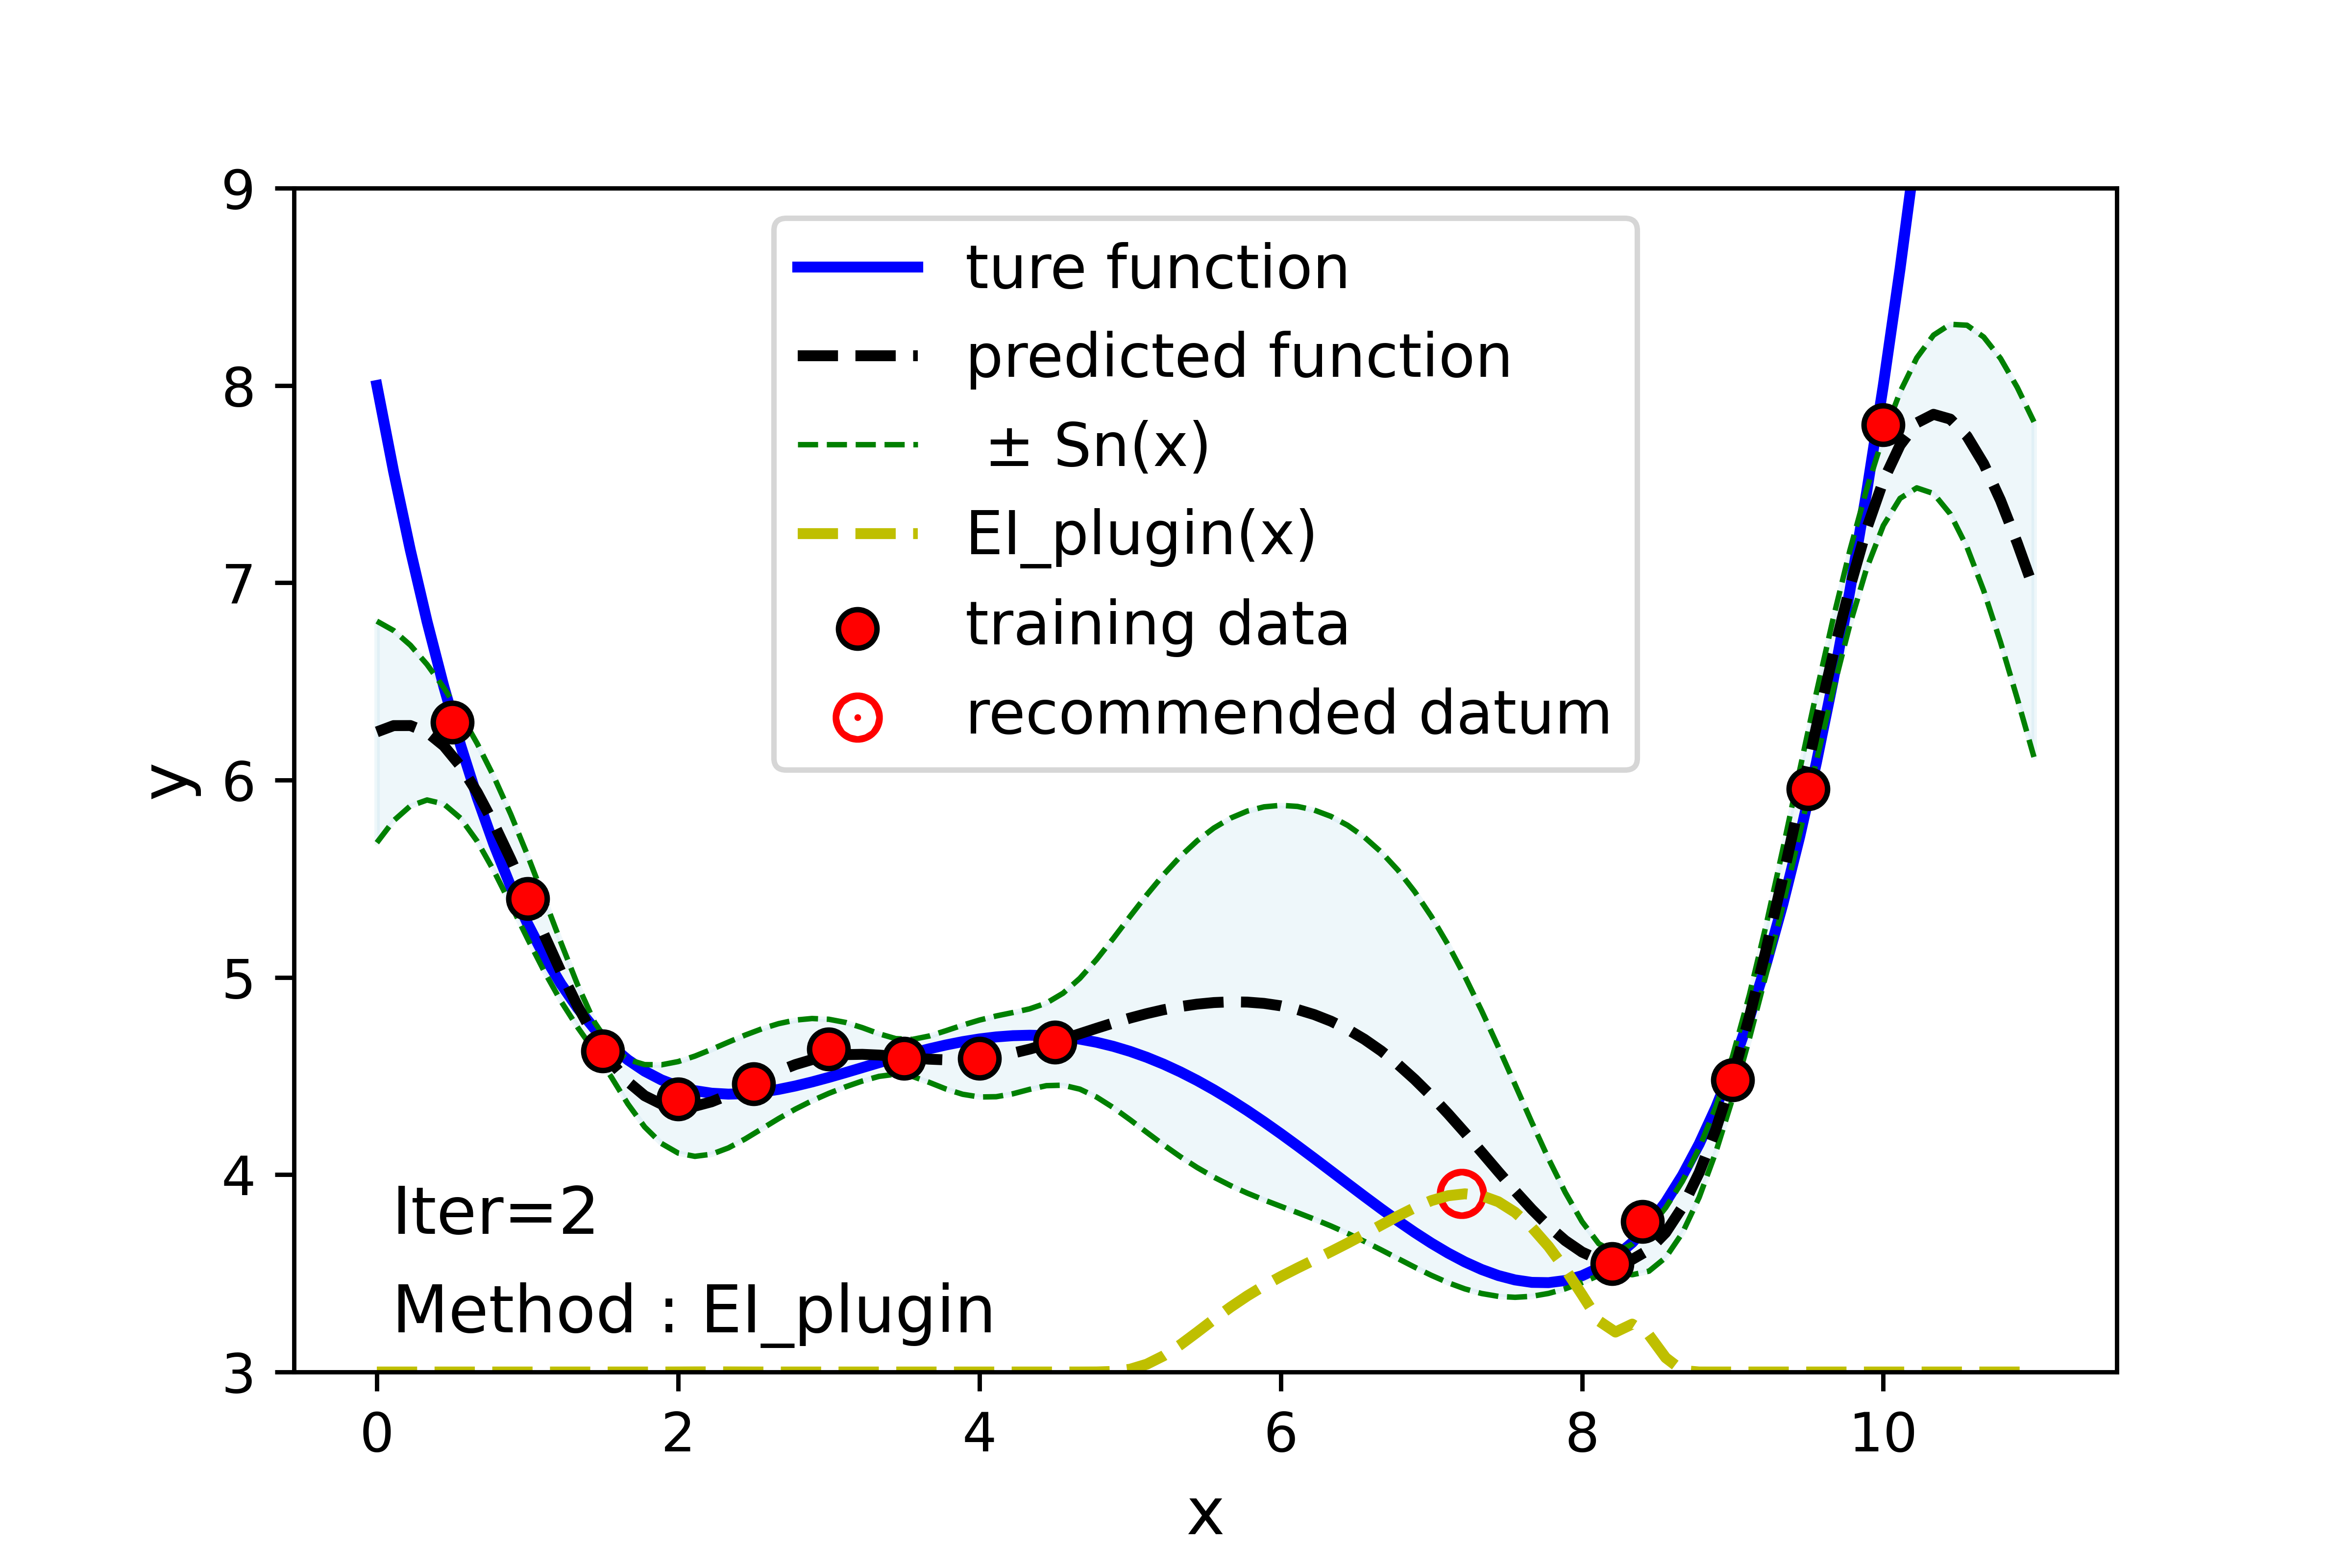 9
8
7
6
5
4
3
y
ture function
predicted function
± Sn(x)
EI_plugin(x)
training data
recommended datum
Iter=2
Method : EI_plugin
0 2 4 6 8 10
x